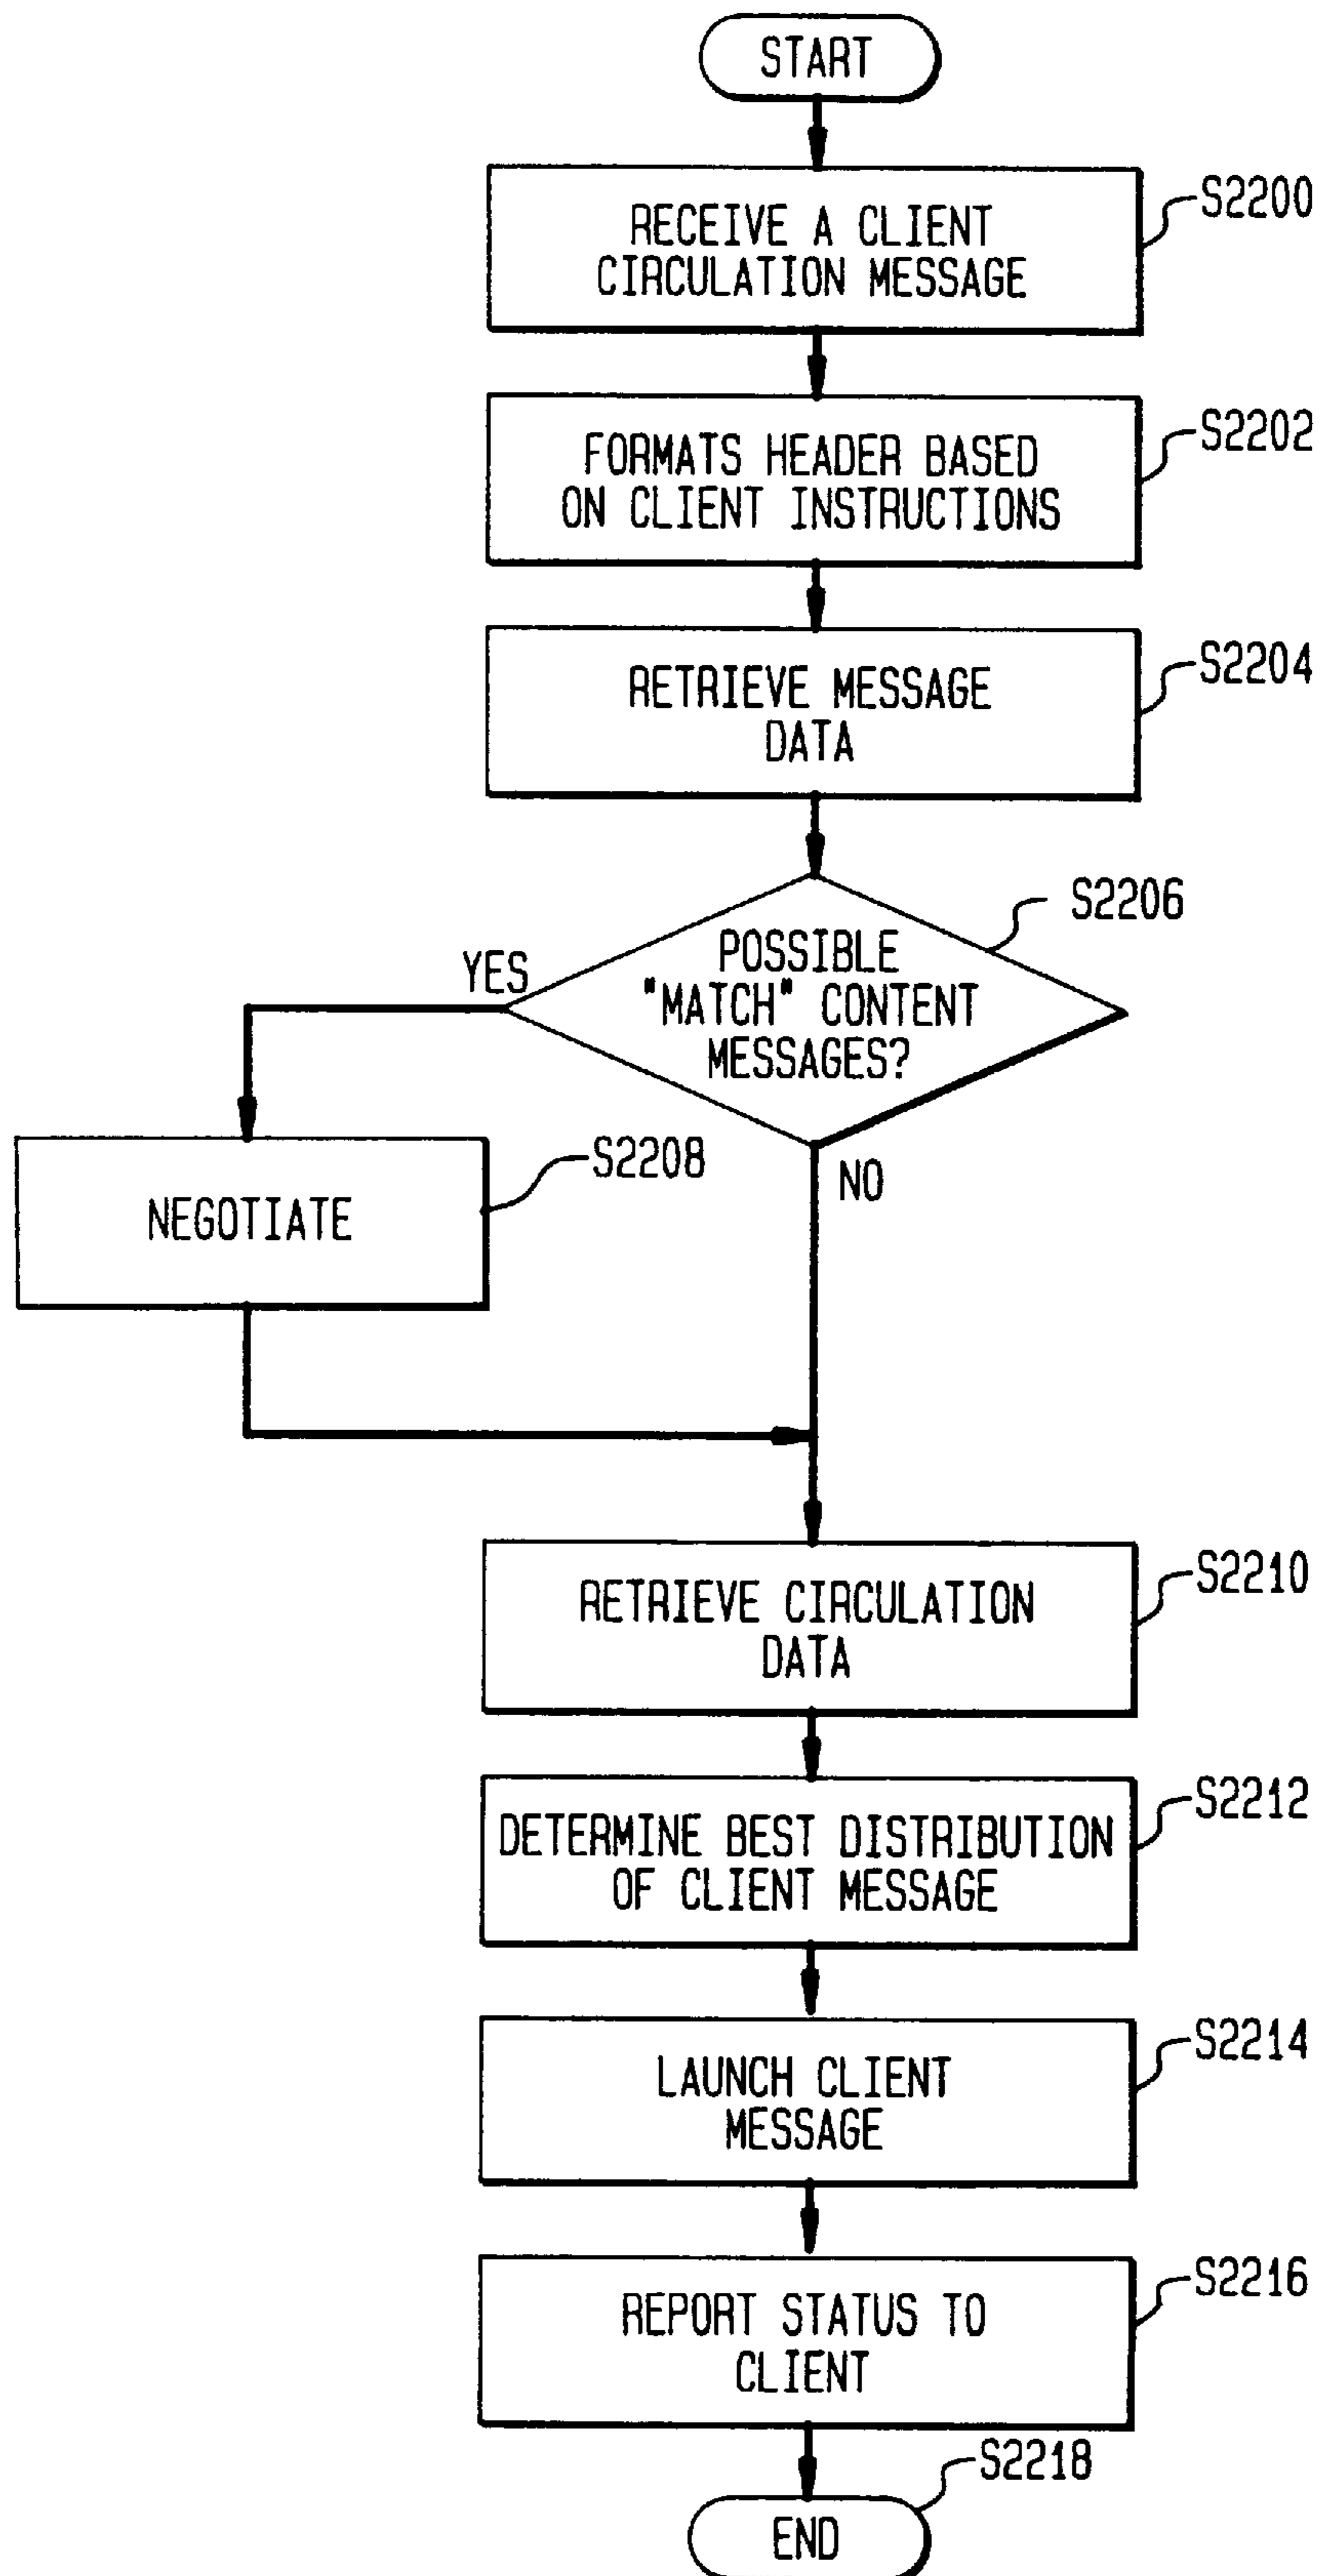 START
RECEIVE A CLIENT
CIRCULATION MESSAGE
S2200
FORMATS HEADER BASED
ON CLIENT INSTRUCTIONS
S2202
RETRIEVE MESSAGE
DATA
S2204
POSSIBLE
"MATCH" CONTENT
MESSAGES?
S2206
YES
NO
NEGOTIATE
S2208
RETRIEVE CIRCULATION
DATA
S2210
DETERMINE BEST DISTRIBUTION
OF CLIENT MESSAGE
S2212
LAUNCH CLIENT
MESSAGE
S2214
REPORT STATUS TO
CLIENT
S2216
END
S2218